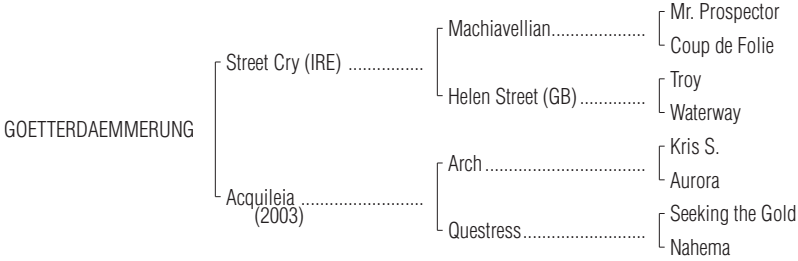 Mr. Prospector
Machiavellian....................
Coup de Folie
Street Cry (IRE) ................
Troy
Helen Street (GB) ..............
Waterway
GOETTERDAEMMERUNG
Kris S.
Arch ..................................
Aurora
Acquileia ..........................
(2003)
Seeking the Gold
Questress..........................
Nahema